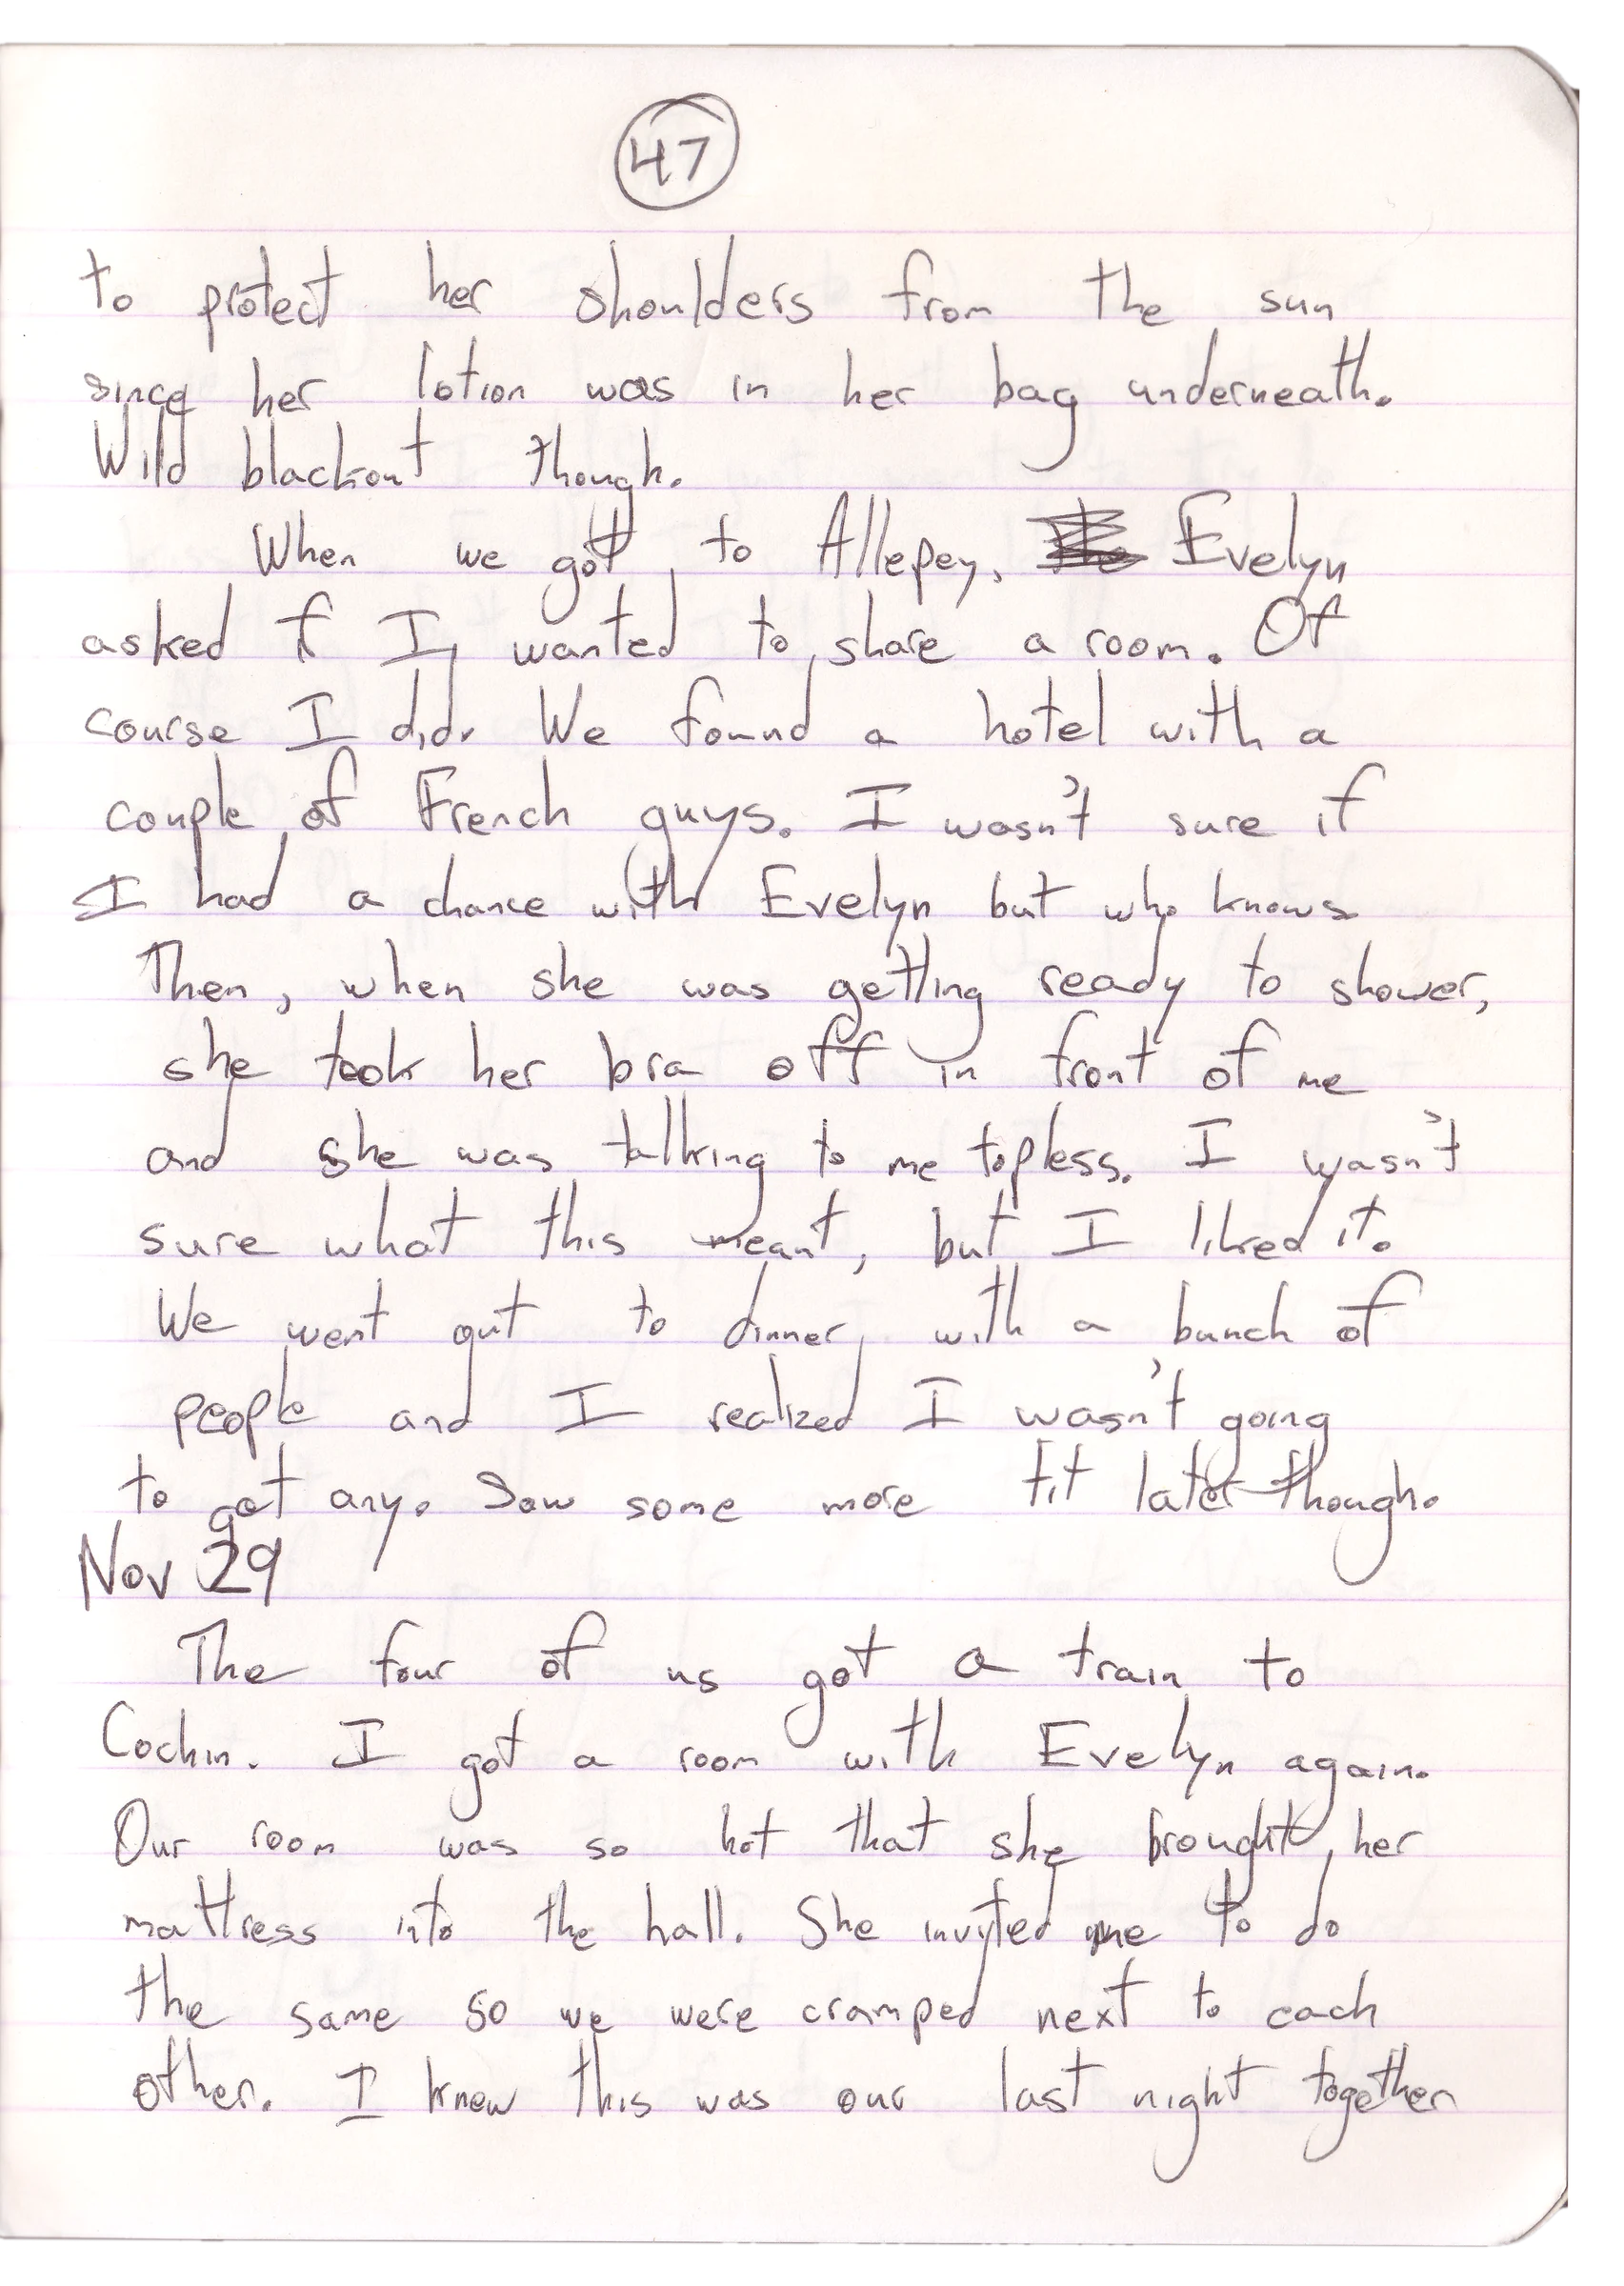 47
to protect her shoulders from the sun
since her lotion was in her bag underneath.
Wild blackout though.
When we got to Allepey, Evelyn
asked if I wanted to share a room. Of
course I did. We found a hotel with a
couple of French guys. I wasn't sure if
I had a chance with Evelyn but who knows
Then, when she was getting ready to shower,
she took her bra off in front of me
and she was talking to me topless. I wasn't
sure what this meant, but I liked it.
We went out to dinner with a bunch of
people and I realized I wasn't going
to get any. Saw some more tit later though.
Nov 29
The four of us got a train to
Cochin. I got a room with Evelyn again.
Our room was so hot that she brought her
mattress into the hall. She invited me to do
the same so we were cramped next to each
other. I knew this was our last night together